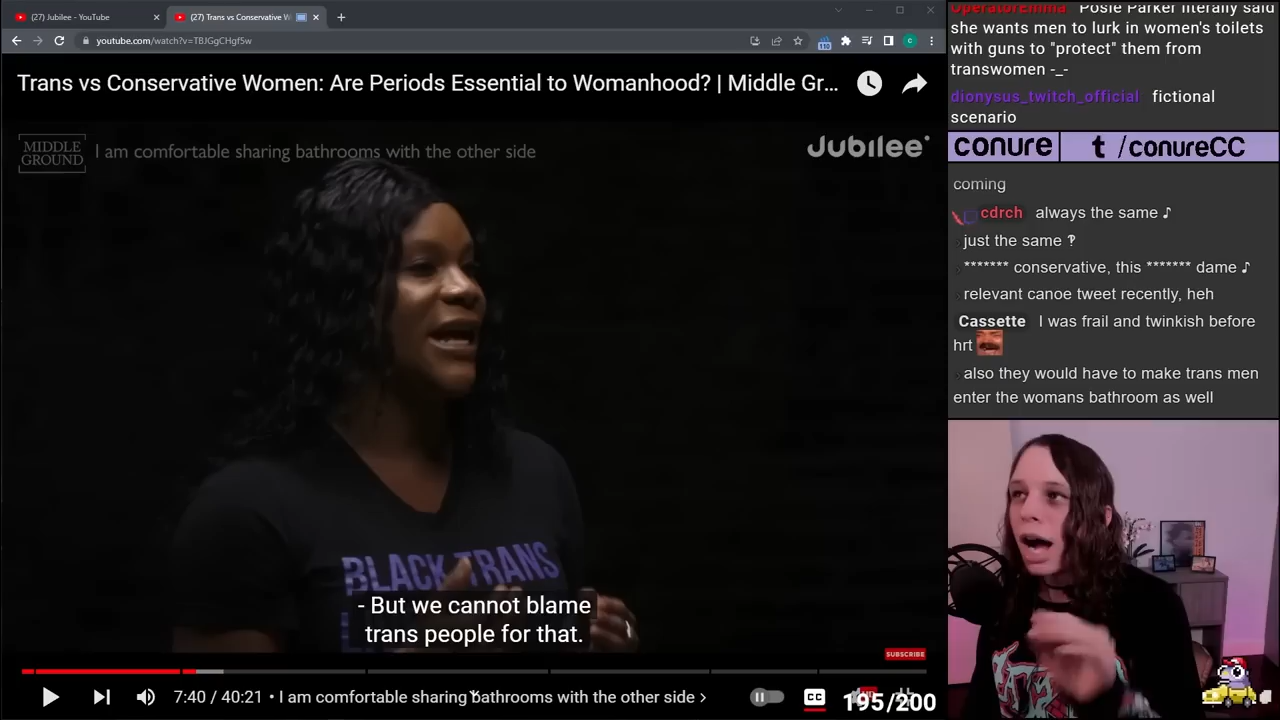 (27) Jubilee - YouTube
(27) Trans vs Conservative W
youtube.com/watch?v=TBJGgCHgf5w
Trans vs Conservative Women: Are Periods Essential to Womanhood? | Middle Gr...
MIDDLE
GROUND
I am comfortable sharing bathrooms with the other side
Jubilee
BLACK TRANS
- But we cannot blame
trans people for that.
SUBSCRIBE
7:40 / 40:21 • I am comfortable sharing bathrooms with the other side
CC
195/200
OperatorEmma Posie Parker literally said
she wants men to lurk in women's toilets
with guns to "protect" them from
transwomen -_-
dionysus_twitch_official fictional
scenario
conure t /conureCC
coming
cdrch always the same ♪
just the same ‽
******* conservative, this ******* dame ♪
relevant canoe tweet recently, heh
Cassette I was frail and twinkish before
hrt
also they would have to make trans men
enter the womans bathroom as well